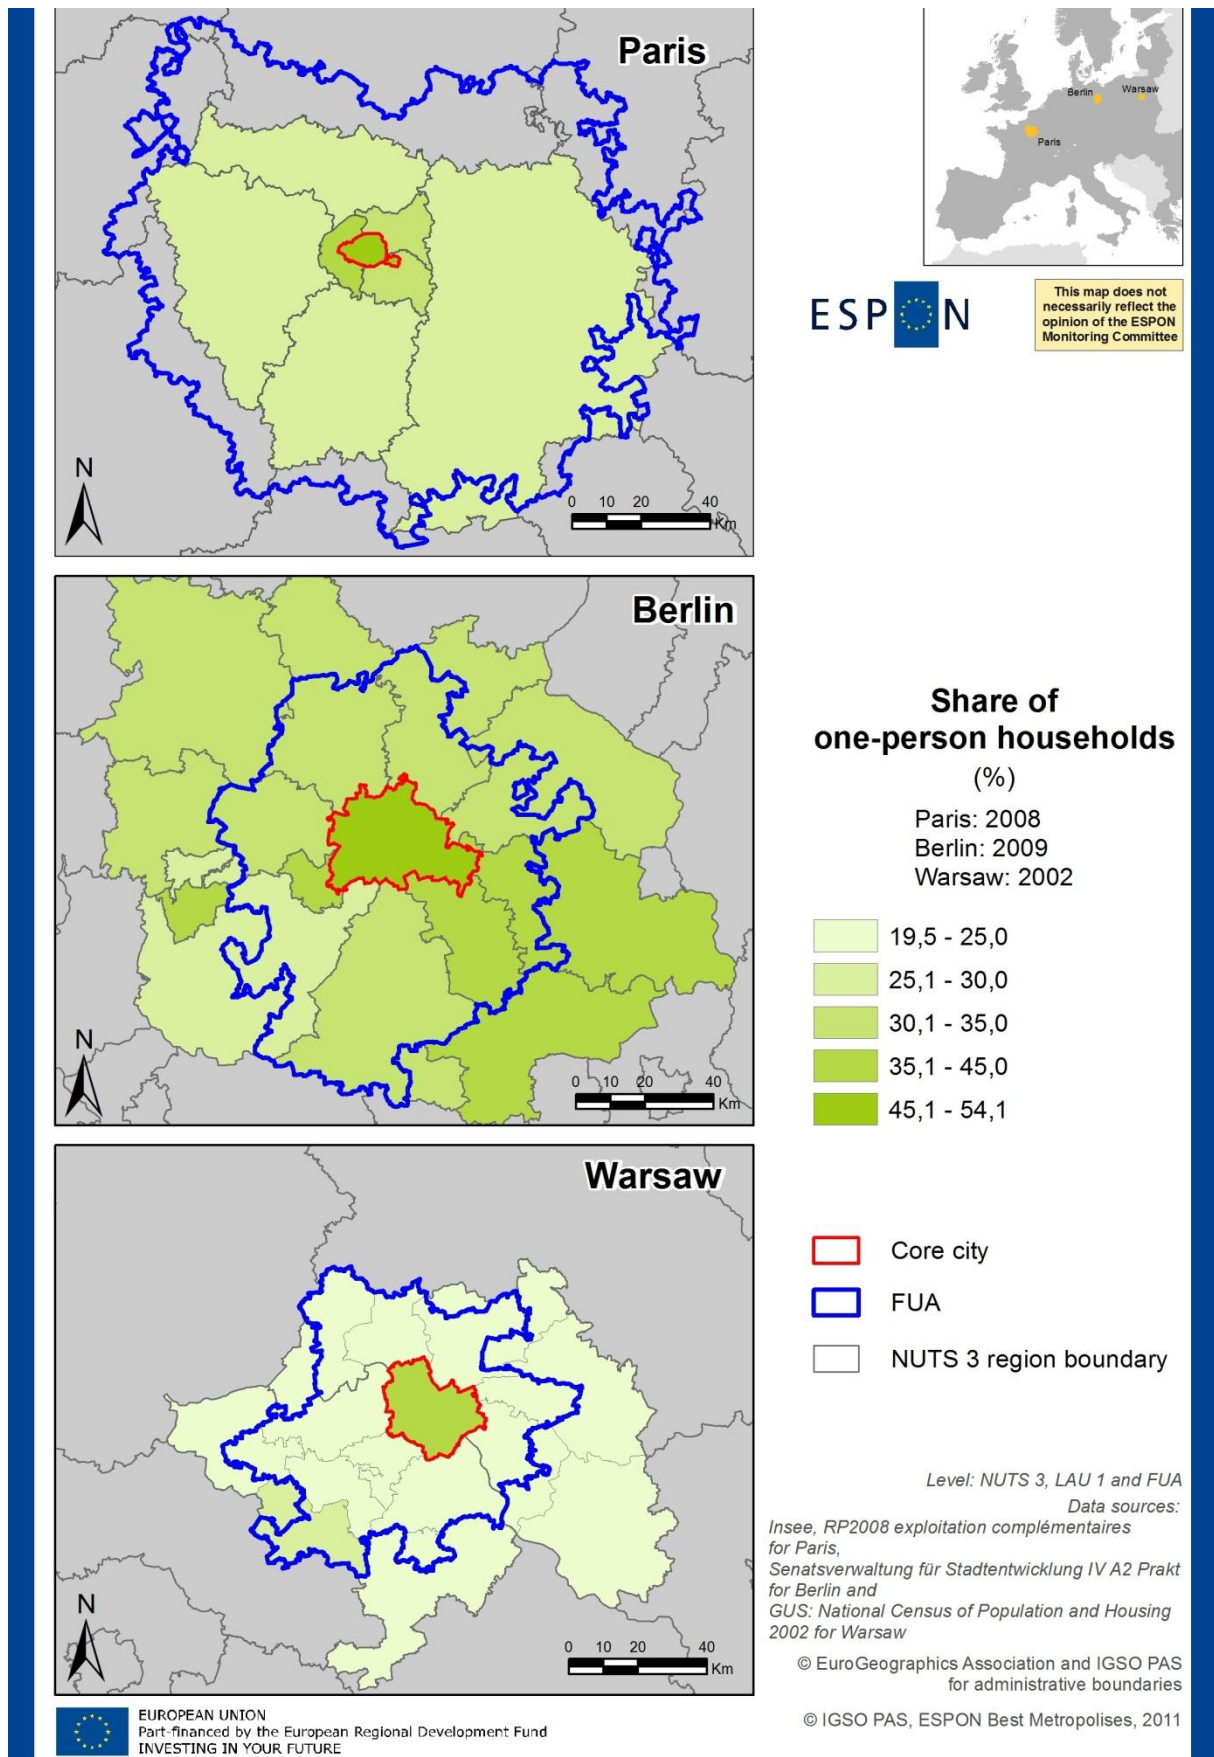 Paris
N
0 10 20 40
Km
Berlin
Warsaw
Paris
ESPON
This map does not
necessarily reflect the
opinion of the ESPON
Monitoring Committee
Berlin
N
0 10 20 40
Km
Share of
one-person households
(%)
Paris: 2008
Berlin: 2009
Warsaw: 2002
19,5 - 25,0
25,1 - 30,0
30,1 - 35,0
35,1 - 45,0
45,1 - 54,1
Warsaw
N
0 10 20 40
Km
Core city
FUA
NUTS 3 region boundary
Level: NUTS 3, LAU 1 and FUA
Data sources:
Insee, RP2008 exploitation complémentaires
for Paris,
Senatsverwaltung für Stadtentwicklung IV A2 Prakt
for Berlin and
GUS: National Census of Population and Housing
2002 for Warsaw
© EuroGeographics Association and IGSO PAS
for administrative boundaries
© IGSO PAS, ESPON Best Metropolises, 2011
EUROPEAN UNION
Part-financed by the European Regional Development Fund
INVESTING IN YOUR FUTURE